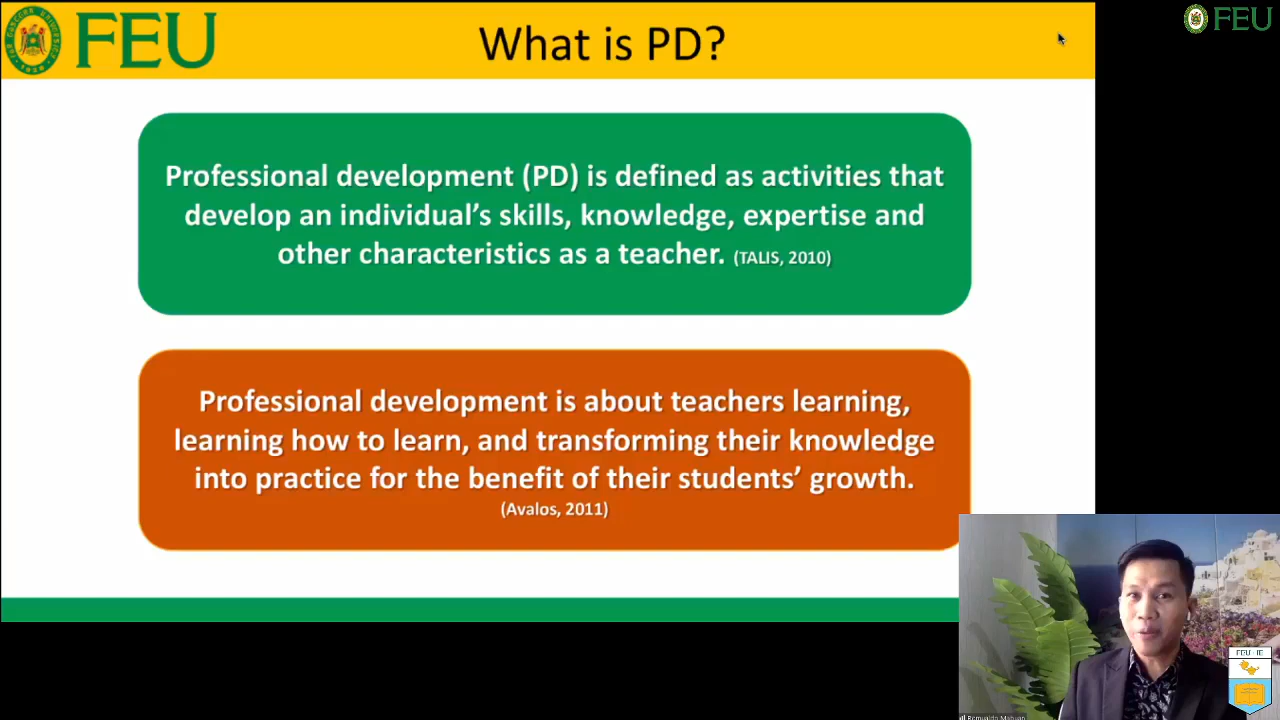 FEU
What is PD?
FEU
Professional development (PD) is defined as activities that
develop an individual's skills, knowledge, expertise and
other characteristics as a teacher. (TALIS, 2010)
Professional development is about teachers learning,
learning how to learn, and transforming their knowledge
into practice for the benefit of their students' growth.
(Avalos, 2011)
FEU - IE